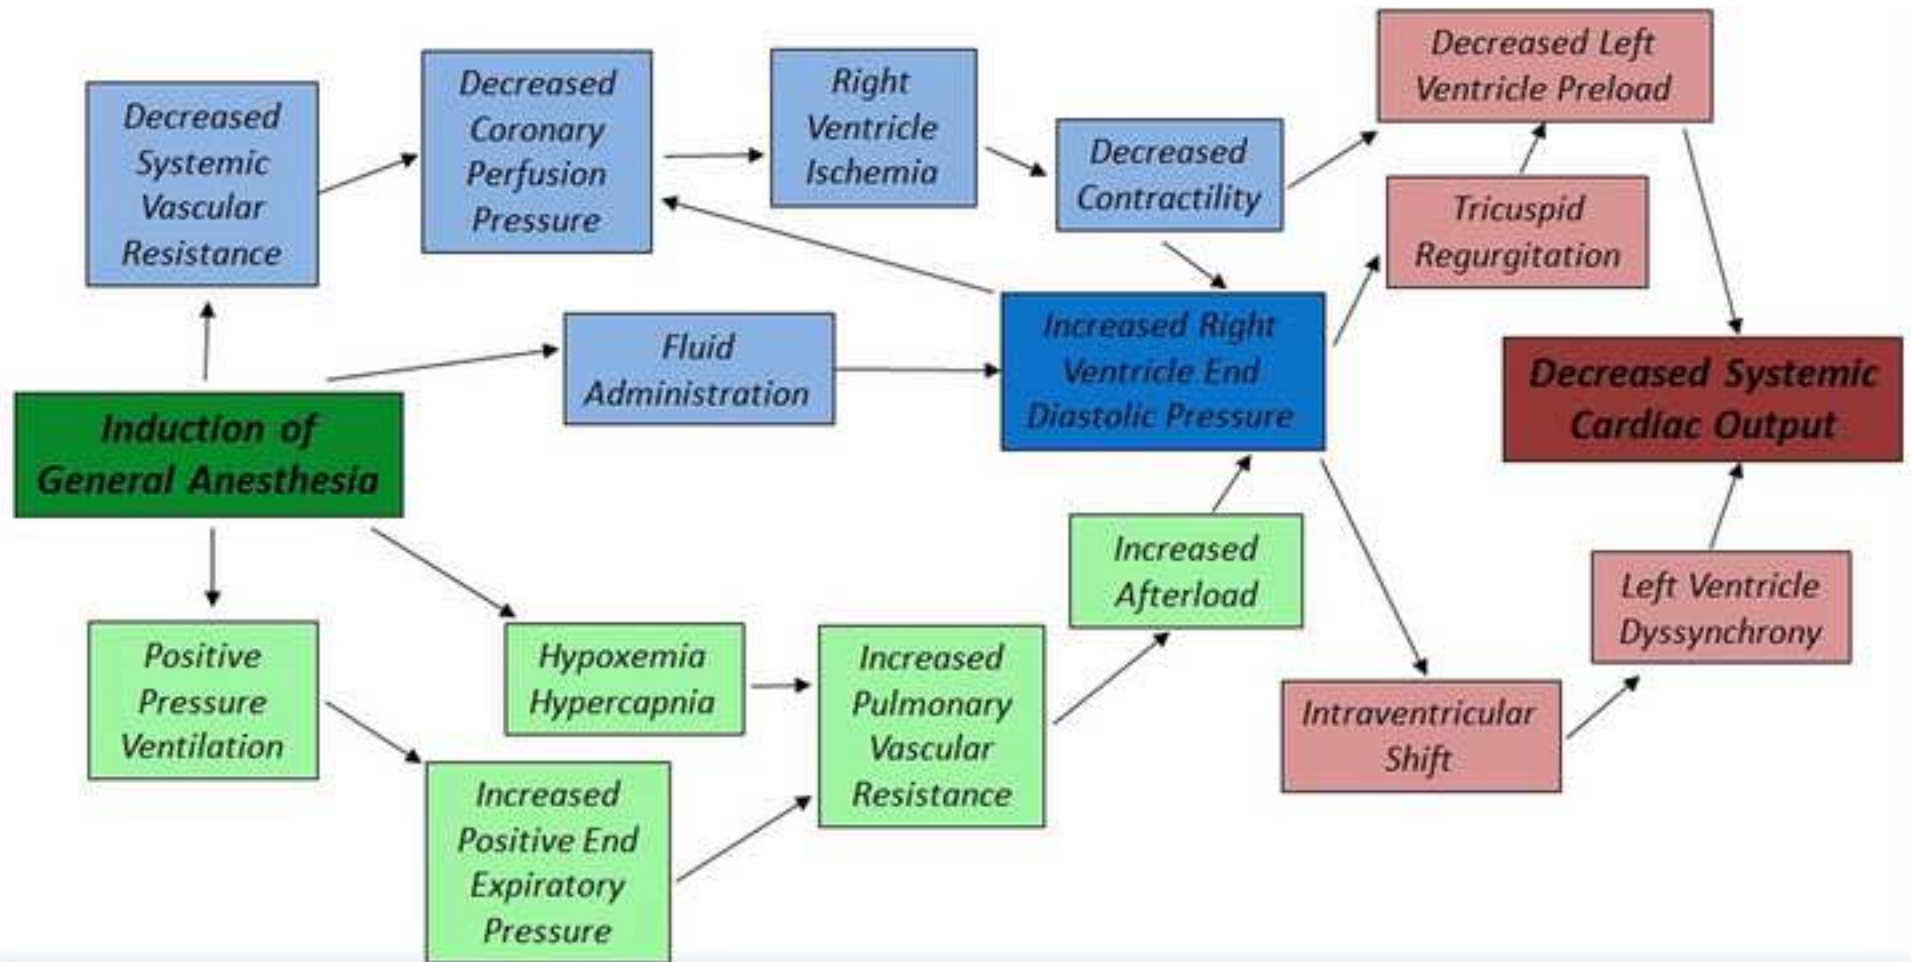 Decreased
Systemic
Vascular
Resistance
Decreased
Coronary
Perfusion
Pressure
Right
Ventricle
Ischemia
Decreased
Contractility
Decreased Left
Ventricle Preload
Tricuspid
Regurgitation
Fluid
Administration
Increased Right
Ventricle End
Diastolic Pressure
Decreased Systemic
Cardiac Output
Induction of
General Anesthesia
Positive
Pressure
Ventilation
Hypoxemia
Hypercapnia
Increased
Positive End
Expiratory
Pressure
Increased
Pulmonary
Vascular
Resistance
Increased
Afterload
Intraventricular
Shift
Left Ventricle
Dyssynchrony